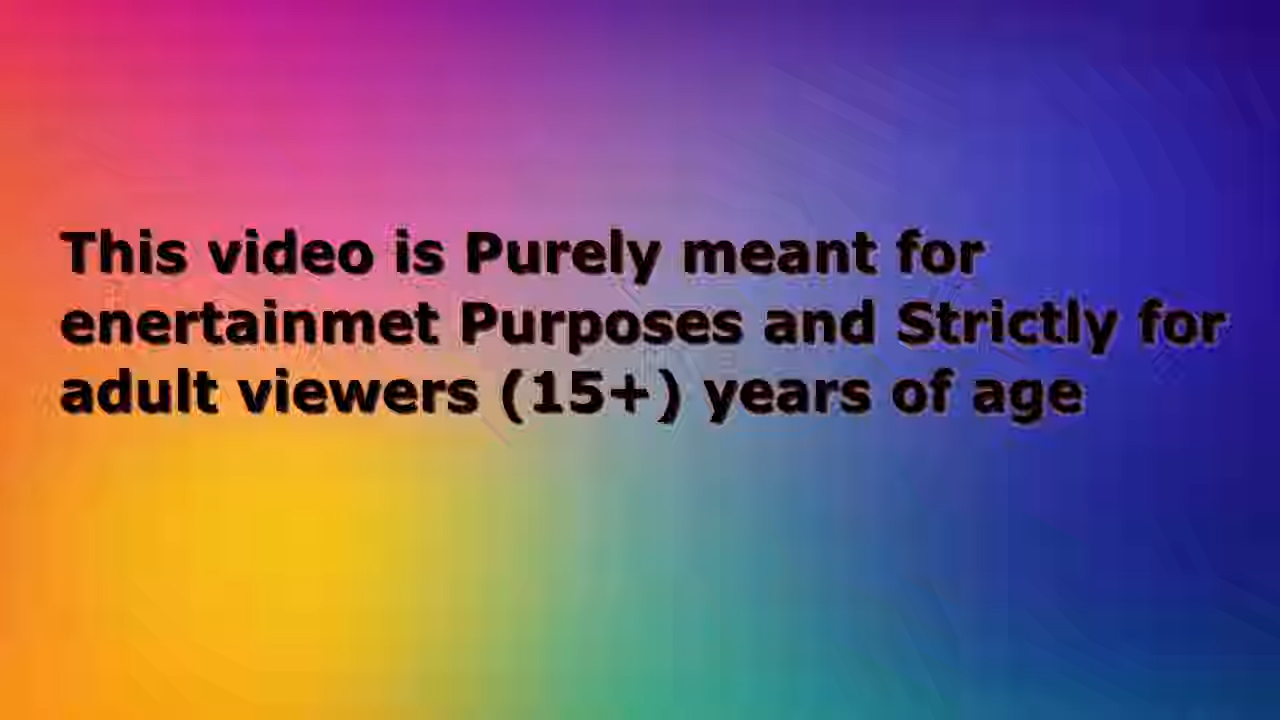 This video is Purely meant for
enertainmet Purposes and Strictly for
adult viewers (15+) years of age